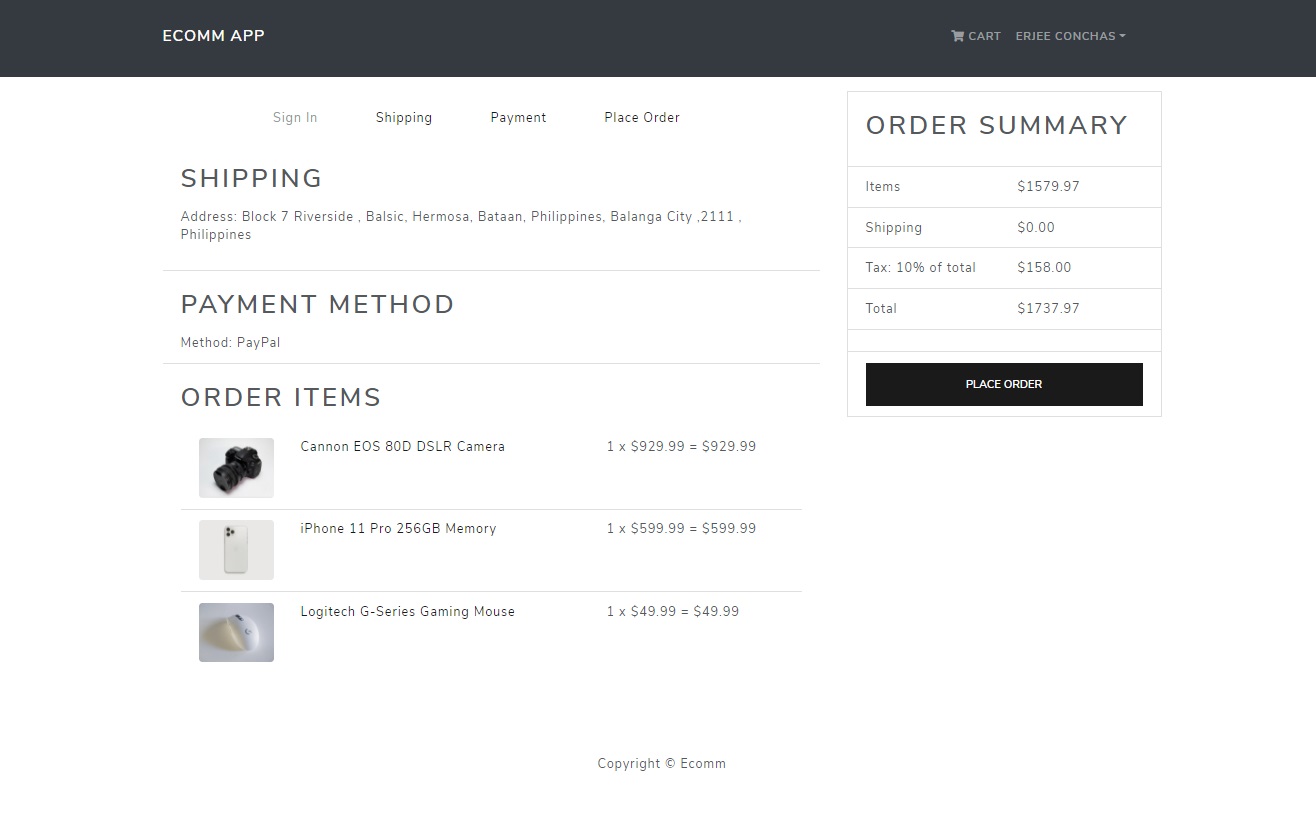 ECOMM APP
CART ERJEE CONCHAS
Sign In Shipping Payment Place Order
SHIPPING
Address: Block 7 Riverside , Balsic, Hermosa, Bataan, Philippines, Balanga City ,2111 ,
Philippines
PAYMENT METHOD
Method: PayPal
ORDER ITEMS
Cannon EOS 80D DSLR Camera 1 x $929.99 = $929.99
iPhone 11 Pro 256GB Memory 1 x $599.99 = $599.99
Logitech G-Series Gaming Mouse 1 x $49.99 = $49.99
ORDER SUMMARY
Items $1579.97
Shipping $0.00
Tax: 10% of total $158.00
Total $1737.97
PLACE ORDER
Copyright © Ecomm